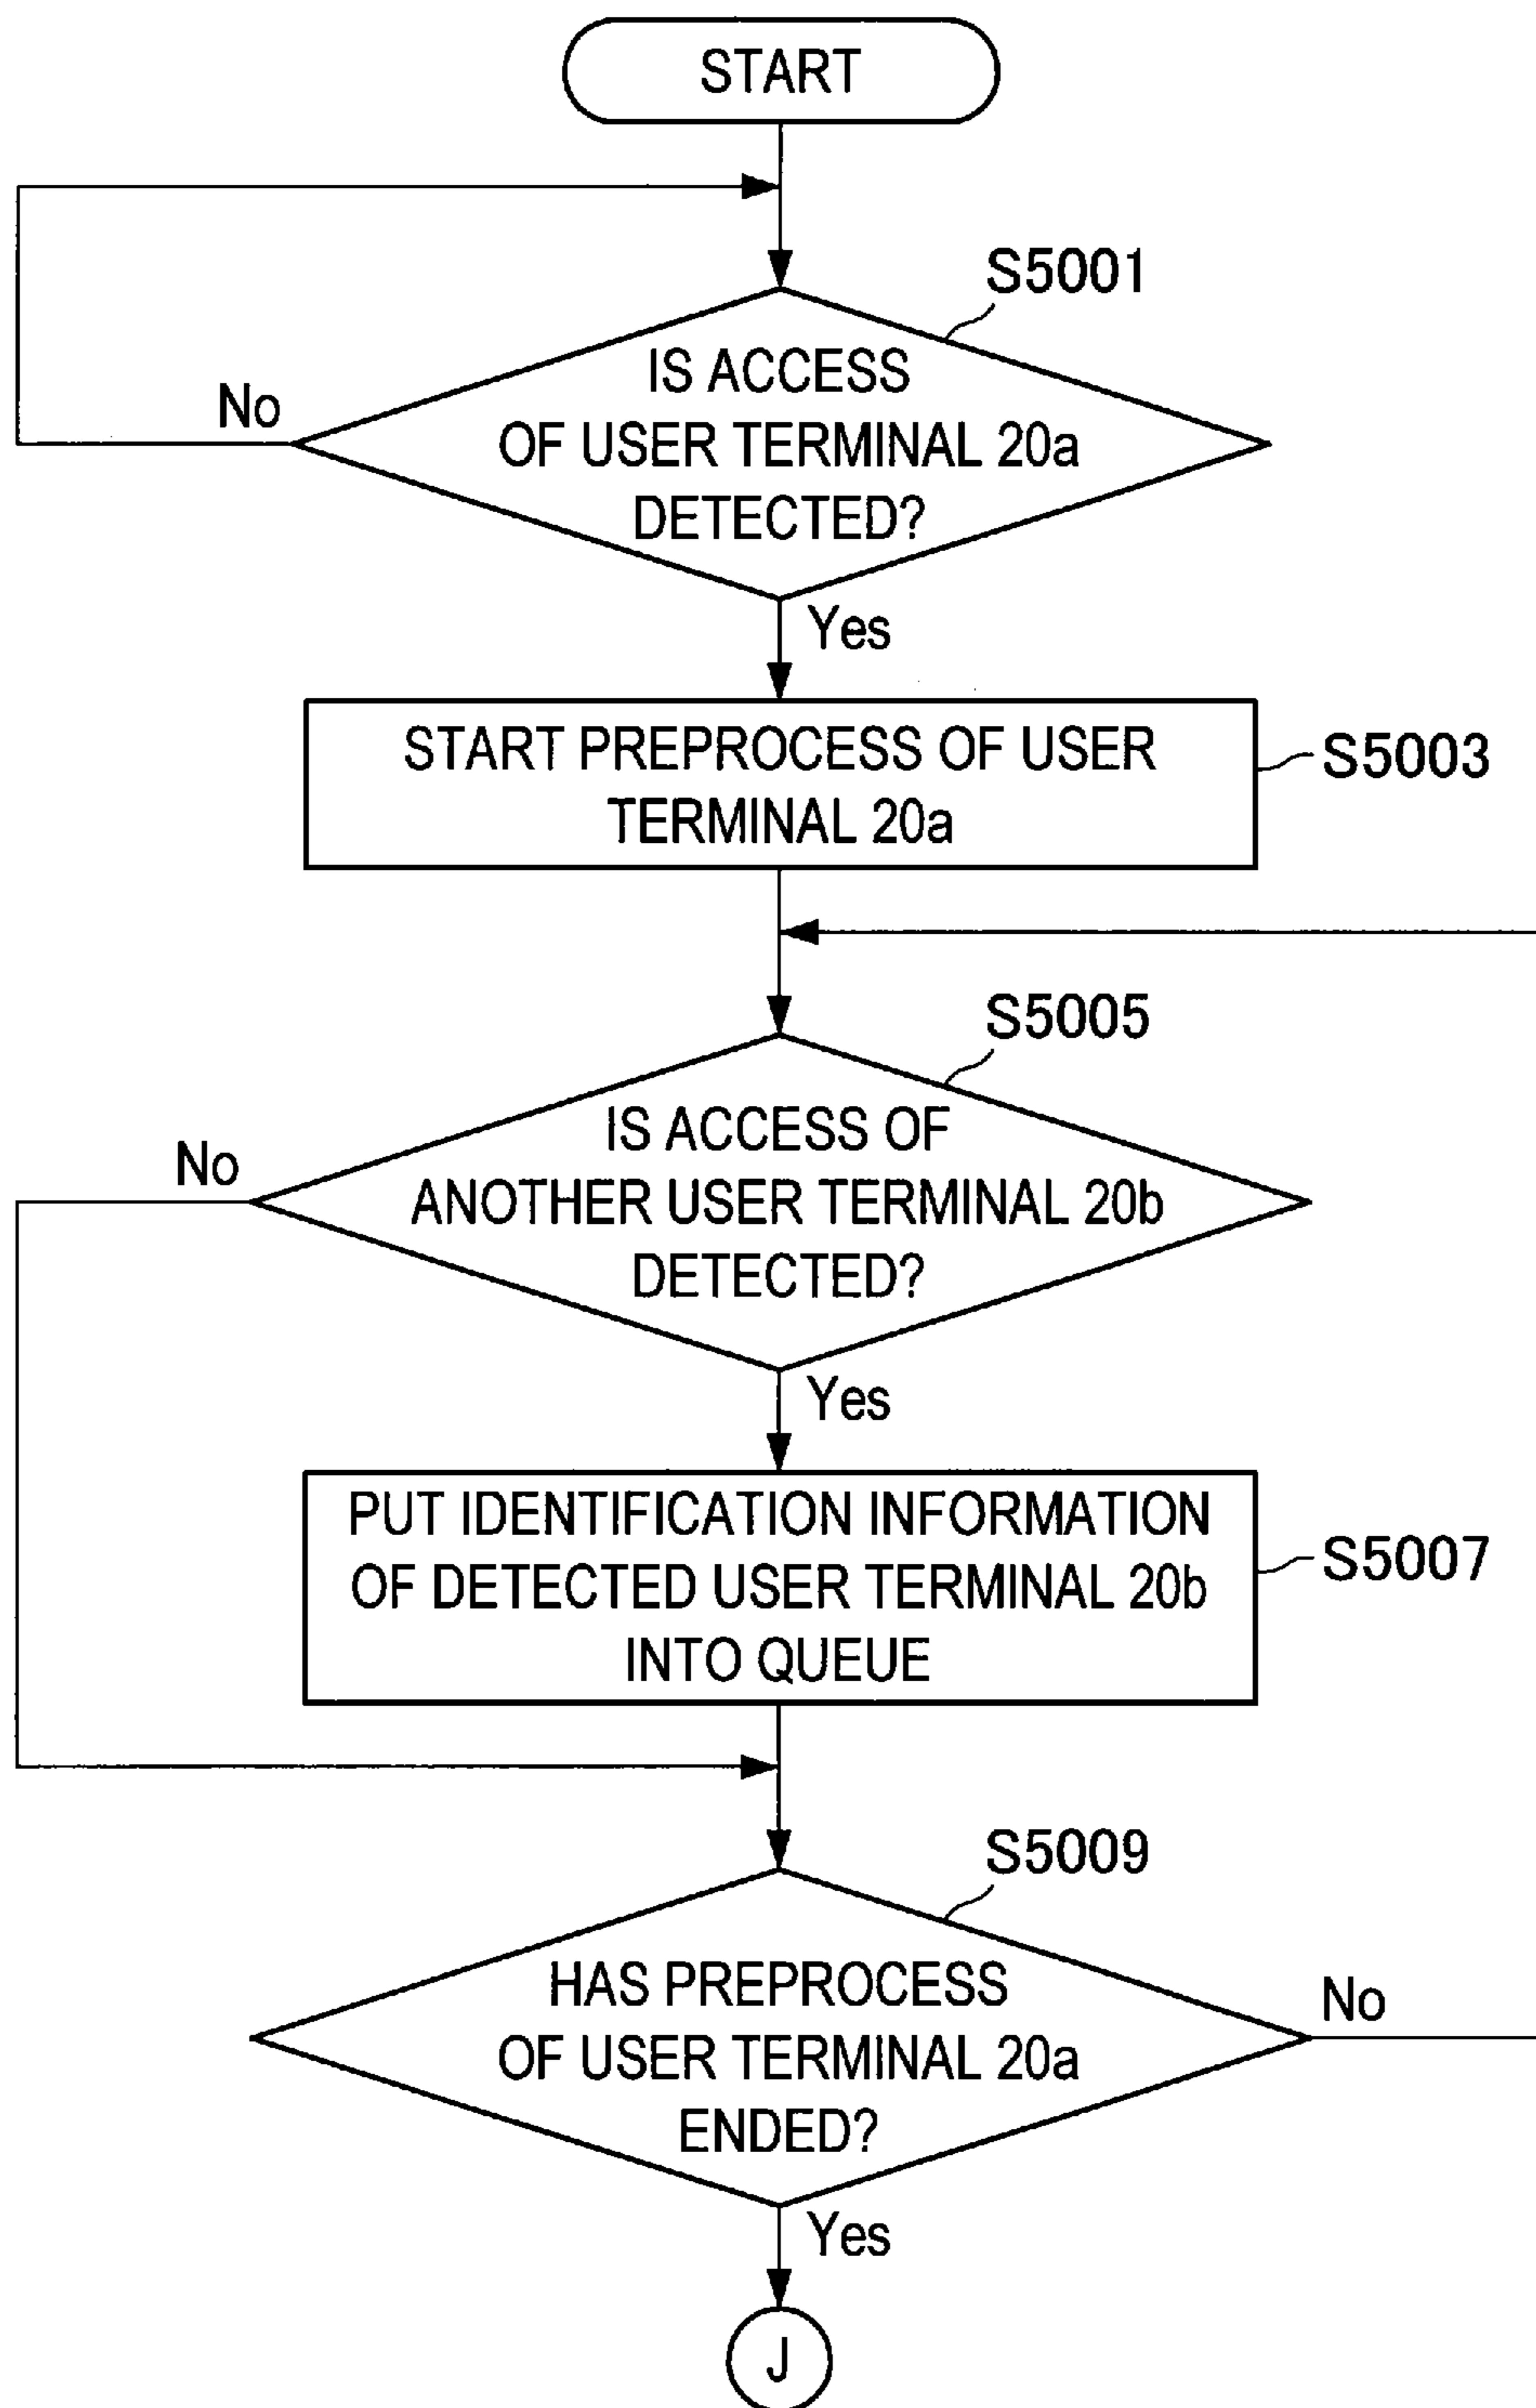 START
S5001
IS ACCESS
OF USER TERMINAL 20a
DETECTED?
No
Yes
START PREPROCESS OF USER
TERMINAL 20a
S5003
S5005
IS ACCESS OF
ANOTHER USER TERMINAL 20b
DETECTED?
No
Yes
PUT IDENTIFICATION INFORMATION
OF DETECTED USER TERMINAL 20b
INTO QUEUE
S5007
S5009
HAS PREPROCESS
OF USER TERMINAL 20a
ENDED?
No
Yes
J